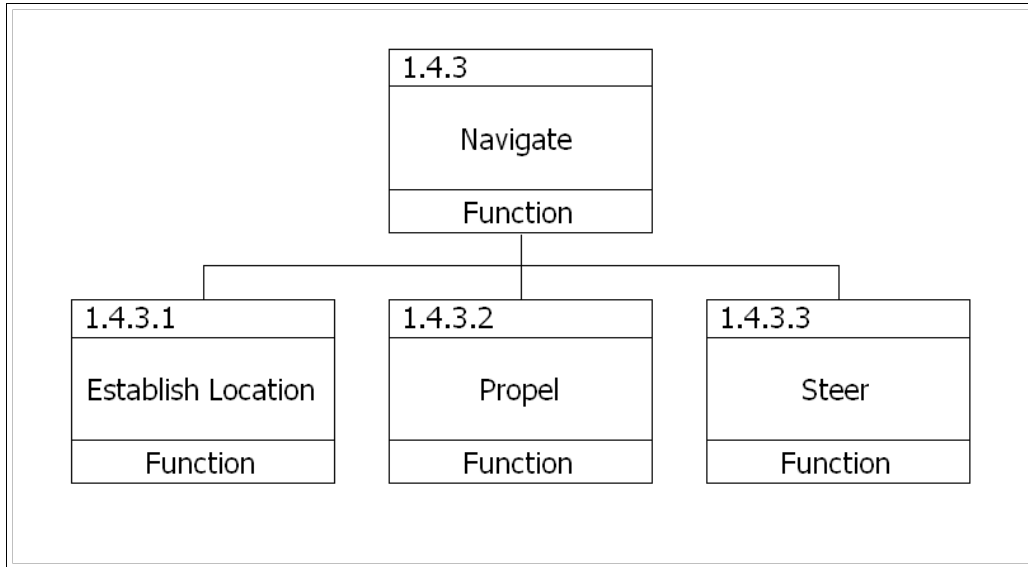 1.4.3
Navigate
Function
1.4.3.1
Establish Location
Function
1.4.3.2
Propel
Function
1.4.3.3
Steer
Function